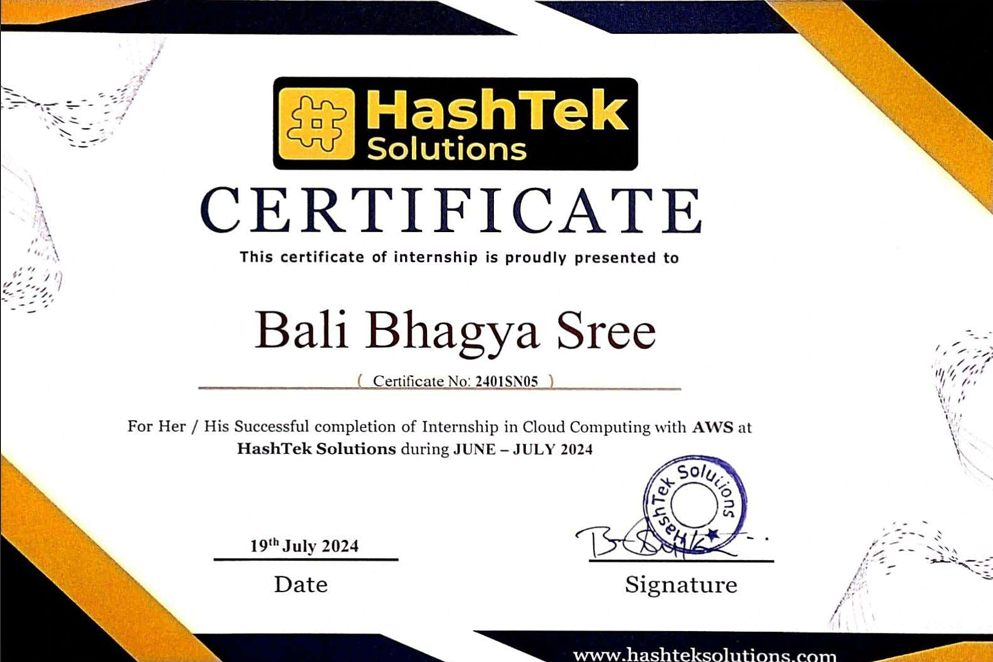 HashTek
Solutions
CERTIFICATE
This certificate of internship is proudly presented to
Bali Bhagya Sree
( Certificate No: 2401SN05 )
For Her / His Successful completion of Internship in Cloud Computing with AWS at
HashTek Solutions during JUNE – JULY 2024
HashTek Solutions
19th July 2024
Date
Signature
www.hashteksolutions.com